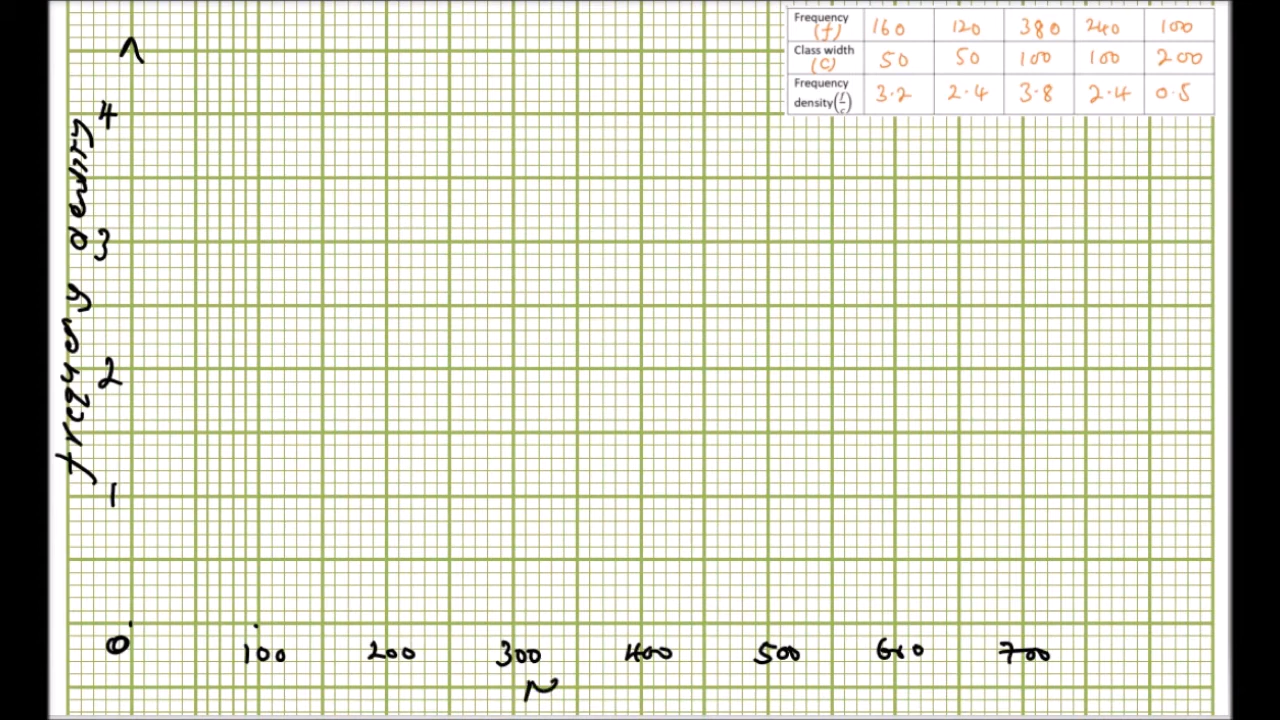 Frequency (f) 160 120 380 240 100
Class width (C) 50 50 100 100 200
Frequency density(f/c) 3.2 2.4 3.8 2.4 0.5
frequeny density
4
3
2
1
0 100 200 300 400 500 600 700
N